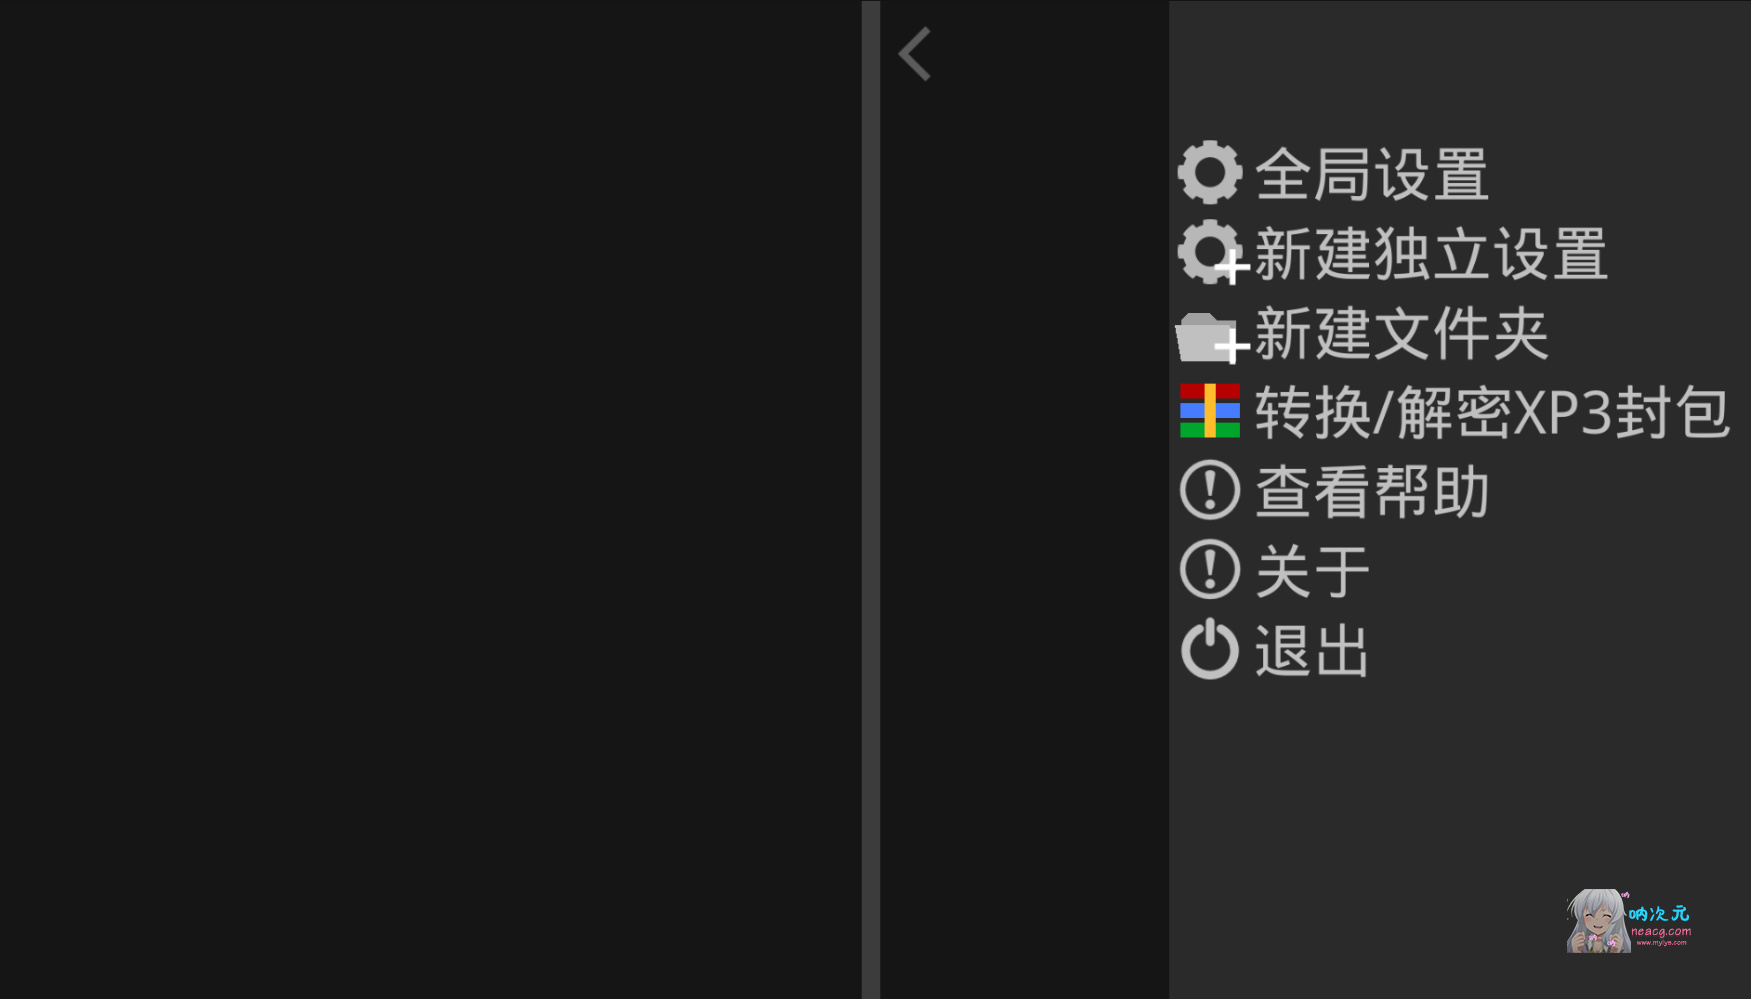 全局设置
新建独立设置
新建文件夹
转换/解密XP3封包
查看帮助
关于
退出
呐次元
neacg.com
www.mylye.com